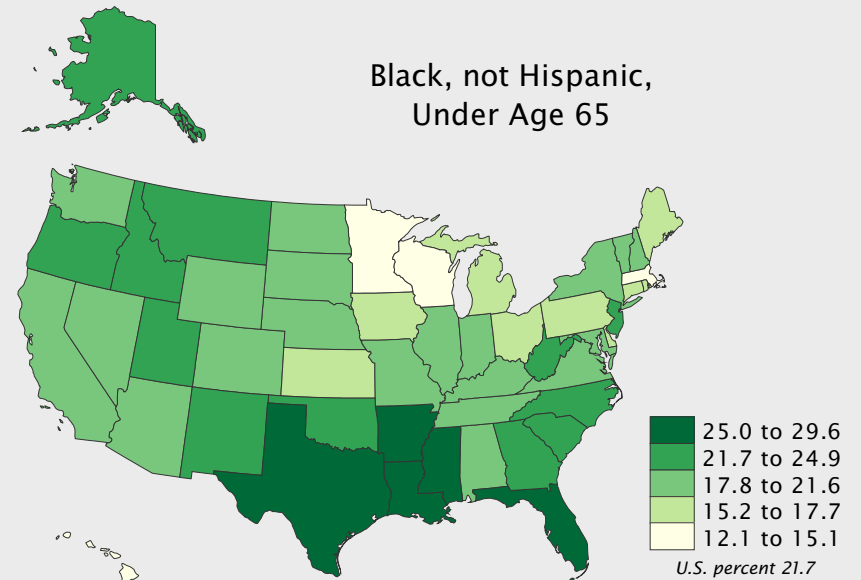 Black, not Hispanic,
Under Age 65
25.0 to 29.6
21.7 to 24.9
17.8 to 21.6
15.2 to 17.7
12.1 to 15.1
U.S. percent 21.7